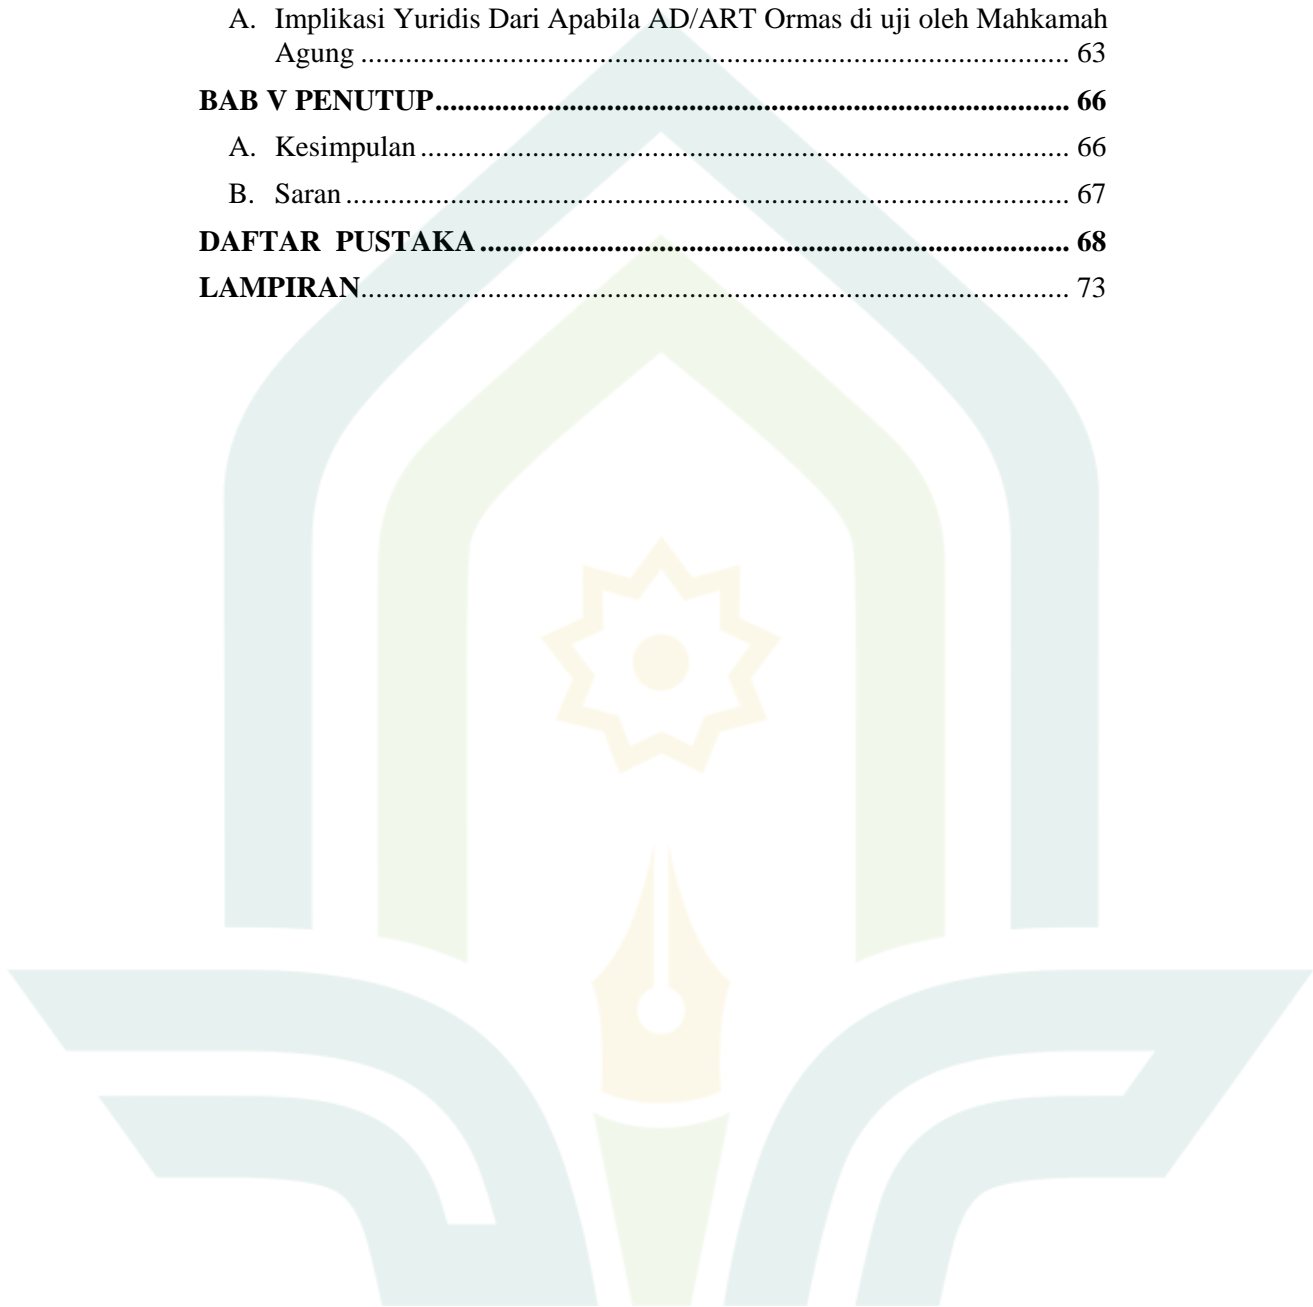 A. Implikasi Yuridis Dari Apabila AD/ART Ormas di uji oleh Mahkamah
Agung ............................................................................................... 63
BAB V PENUTUP..................................................................................... 66
A. Kesimpulan ....................................................................................... 66
B. Saran ................................................................................................. 67
DAFTAR PUSTAKA ............................................................................... 68
LAMPIRAN............................................................................................... 73